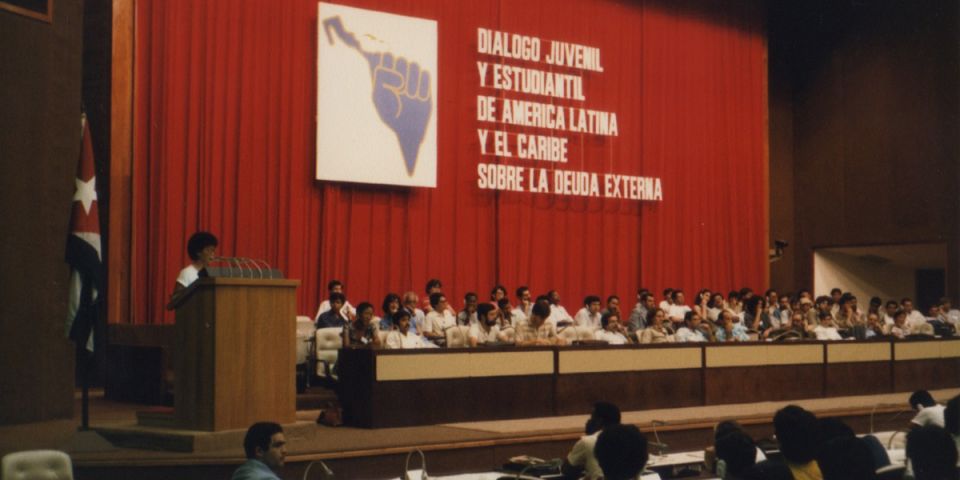 DIALOGO JUVENIL
Y ESTUDIANTIL
DE AMERICA LATINA
Y EL CARIBE
SOBRE LA DEUDA EXTERNA